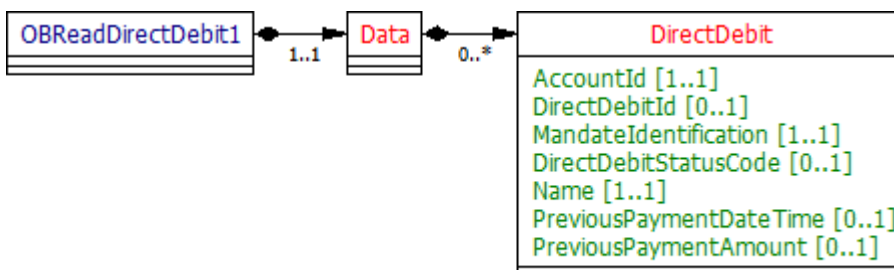 OBReadDirectDebit1
1..1
Data
0..*
DirectDebit
AccountId [1..1]
DirectDebitId [0..1]
MandateIdentification [1..1]
DirectDebitStatusCode [0..1]
Name [1..1]
PreviousPaymentDateTime [0..1]
PreviousPaymentAmount [0..1]